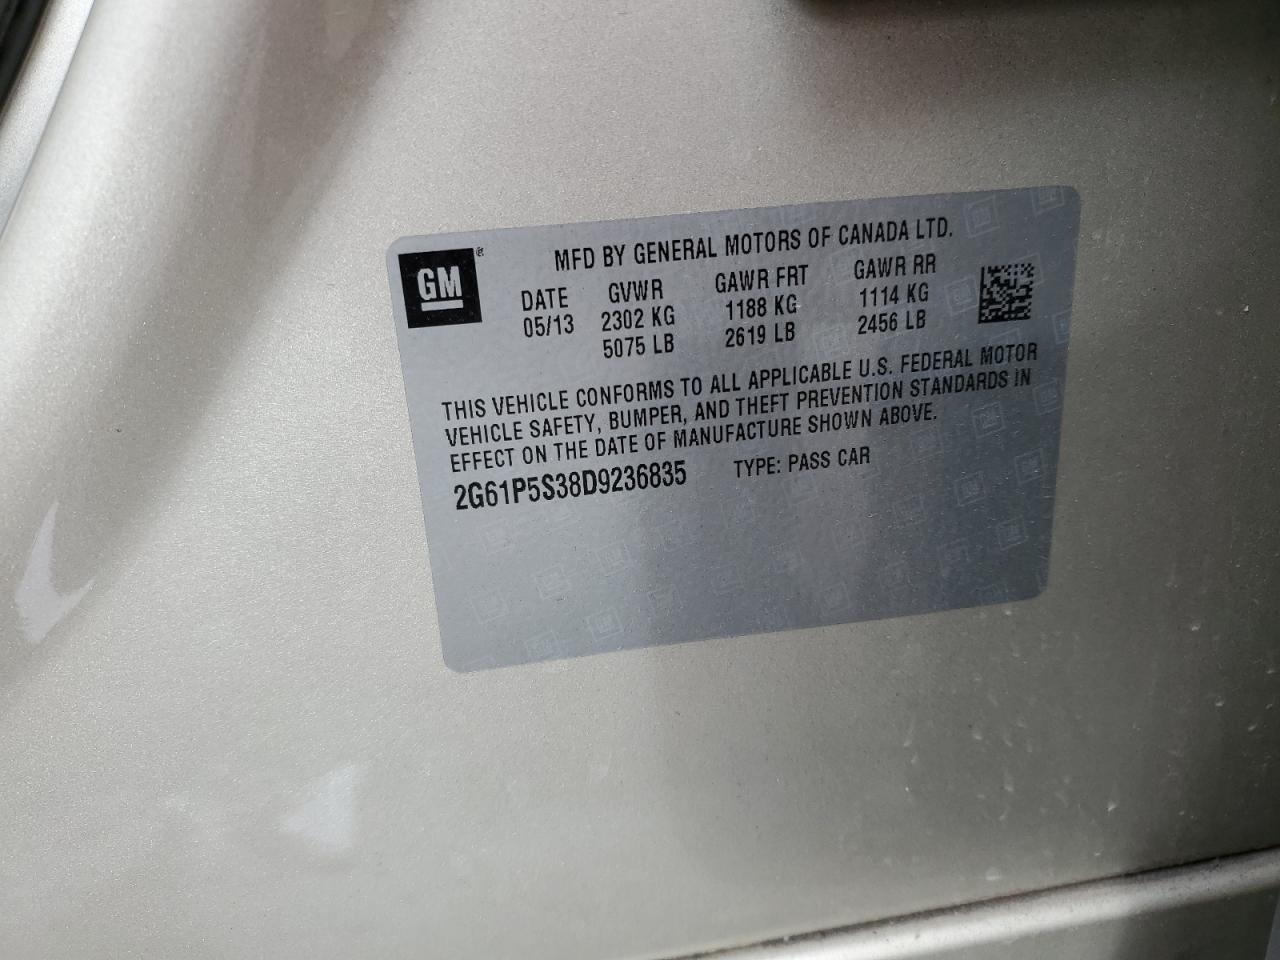 GM®
MFD BY GENERAL MOTORS OF CANADA LTD.
DATE GVWR GAWR FRT GAWR RR
05/13 2302 KG 1188 KG 1114 KG
5075 LB 2619 LB 2456 LB
THIS VEHICLE CONFORMS TO ALL APPLICABLE U.S. FEDERAL MOTOR
VEHICLE SAFETY, BUMPER, AND THEFT PREVENTION STANDARDS IN
EFFECT ON THE DATE OF MANUFACTURE SHOWN ABOVE.
2G61P5S38D9236835 TYPE: PASS CAR